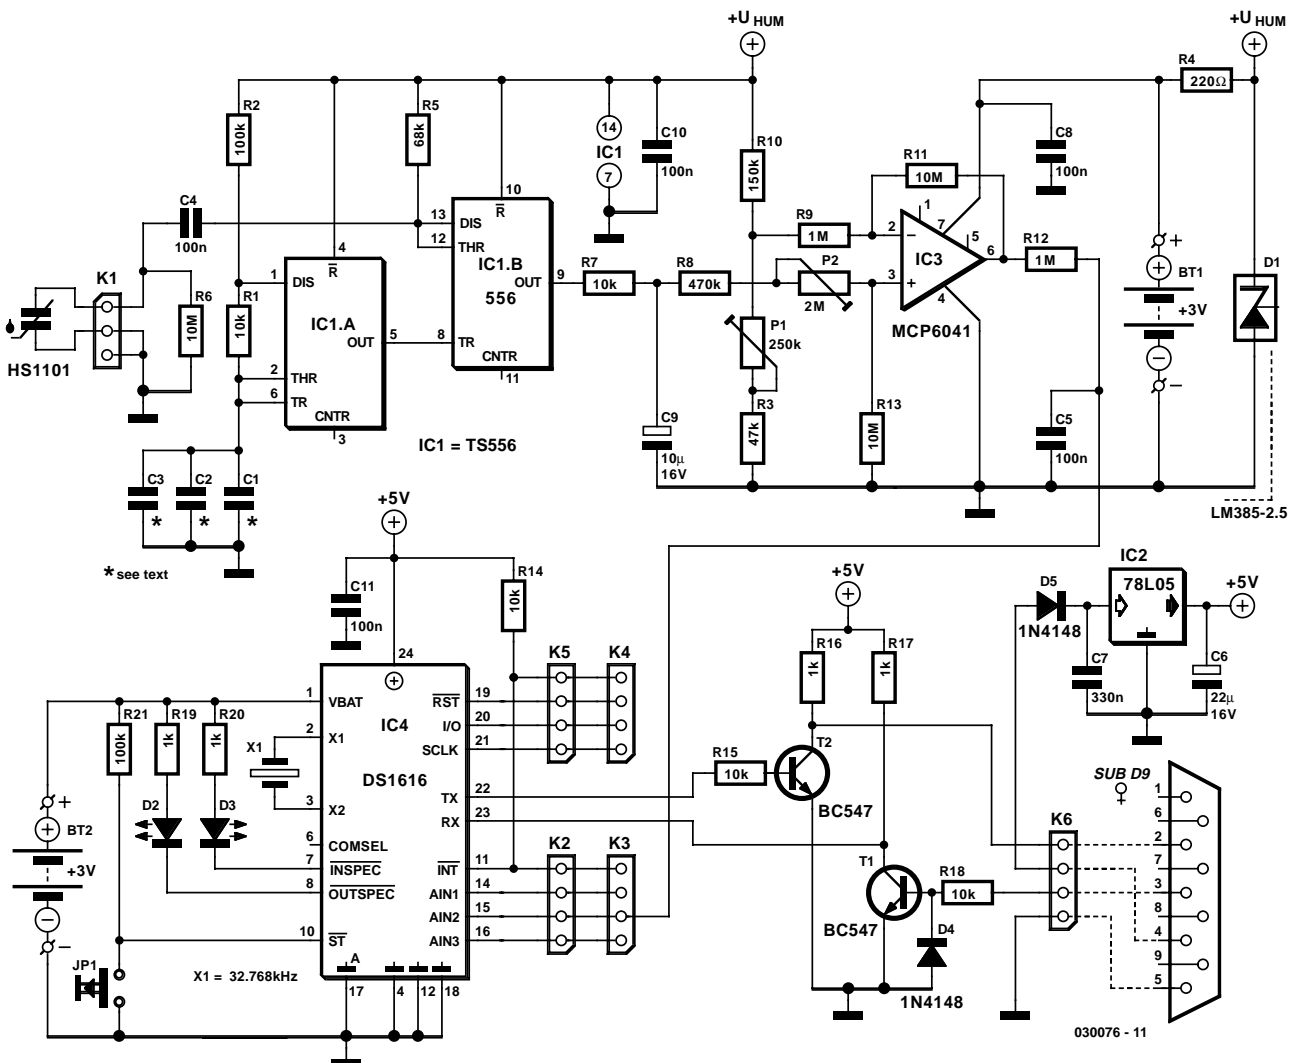 +U HUM
+U HUM
R4
220Ω
R2
100k
R5
68k
14
IC1
7
C10
100n
R10
150k
C8
100n
R11
10M
C4
100n
10
R
13 DIS
12 THR
IC1.B
556
OUT 9
8 TR
CNTR
11
R9
1M
1
2 −
7
5
IC3
6
3 +
4
MCP6041
R12
1M
+
BT1
+3V
−
D1
K1
HS1101
R6
10M
4
R
1 DIS
R1
10k
IC1.A
OUT 5
2 THR
6 TR
CNTR
3
R7
10k
R8
470k
P2
2M
P1
250k
R3
47k
R13
10M
C9
10µ
16V
C5
100n
IC1 = TS556
C3
*
C2
*
C1
*
* see text
LM385-2.5
+5V
C11
100n
R14
10k
24
K5
K4
+5V
R16
1k
R17
1k
D5
1N4148
IC2
78L05
+5V
C7
330n
C6
22µ
16V
R21
100k
R19
1k
R20
1k
X1
D2
D3
+
BT2
+3V
−
JP1
IC4
DS1616
1 VBAT
2 X1
3 X2
6 COMSEL
7 INSPEC
8 OUTSPEC
10 ST
RST 19
I/O 20
SCLK 21
TX 22
RX 23
INT 11
AIN1 14
AIN2 15
AIN3 16
A
17
4
12
18
X1 = 32.768kHz
K2
K3
R15
10k
T2
BC547
T1
BC547
R18
10k
D4
1N4148
K6
SUB D9
1
6
2
7
3
8
4
9
5
030076 - 11